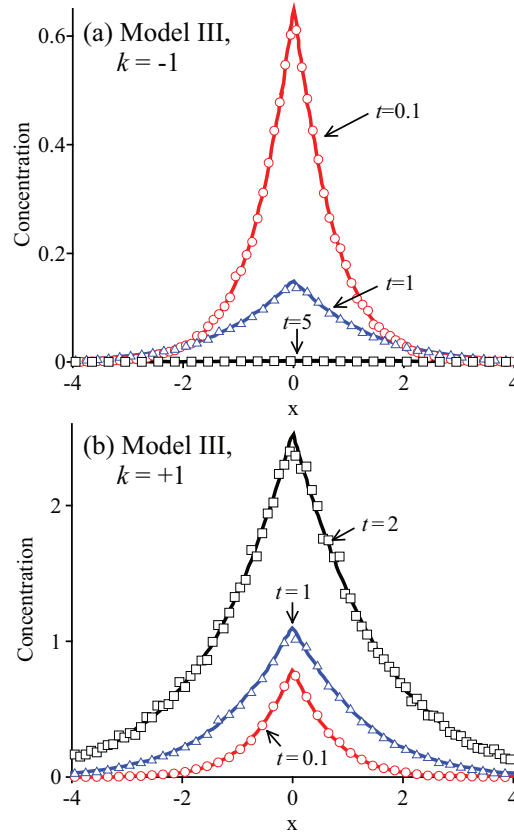 (a) Model III,
k = -1
Concentration
0.6
0.4
0.2
0
t=0.1
t=1
t=5
-4
-2
0
2
4
x
(b) Model III,
k = +1
Concentration
2
1
0
t = 2
t = 1
t = 0.1
-4
-2
0
2
4
x